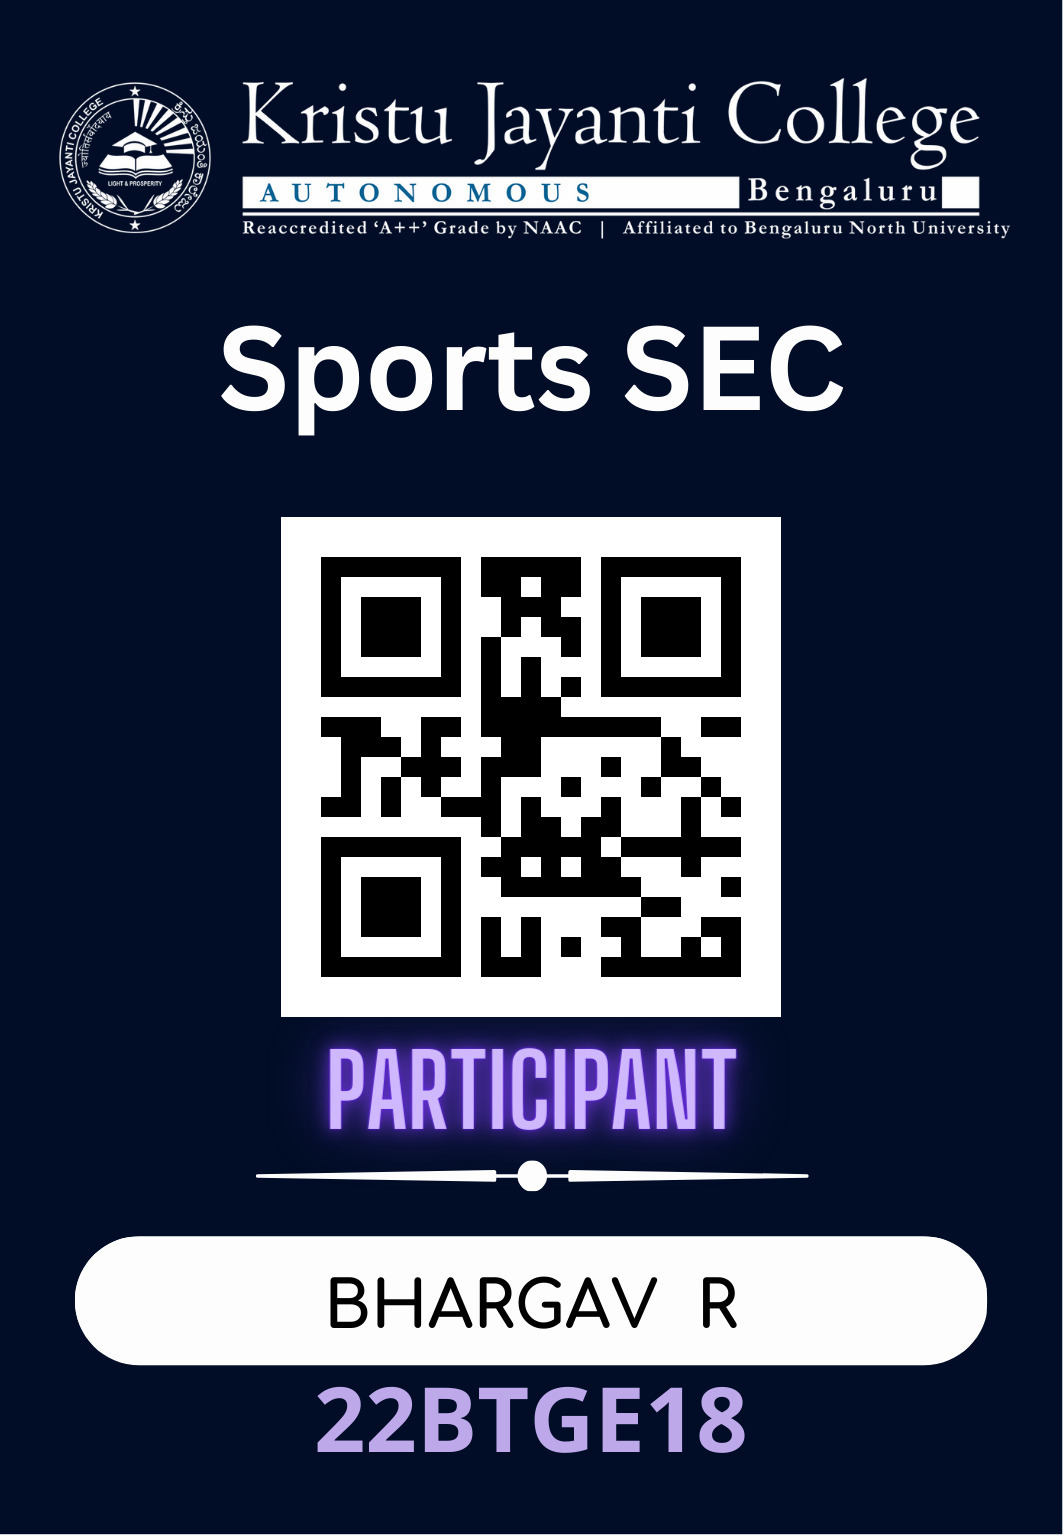 KRISTU JAYANTI COLLEGE
ಕ್ರಿಸ್ತು ಜಯಂತಿ ಕಾಲೇಜು
LIGHT & PROSPERITY
Kristu Jayanti College
AUTONOMOUS Bengaluru
Reaccredited ‘A++’ Grade by NAAC | Affiliated to Bengaluru North University
Sports SEC
PARTICIPANT
BHARGAV R
22BTGE18